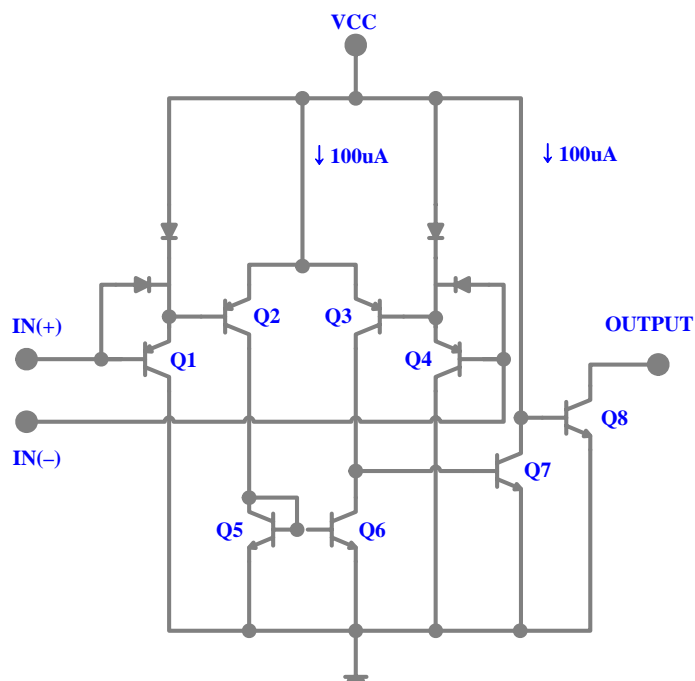 VCC
↓ 100uA
↓ 100uA
IN(+)
Q1
Q2
Q3
Q4
OUTPUT
IN(–)
Q8
Q7
Q5
Q6